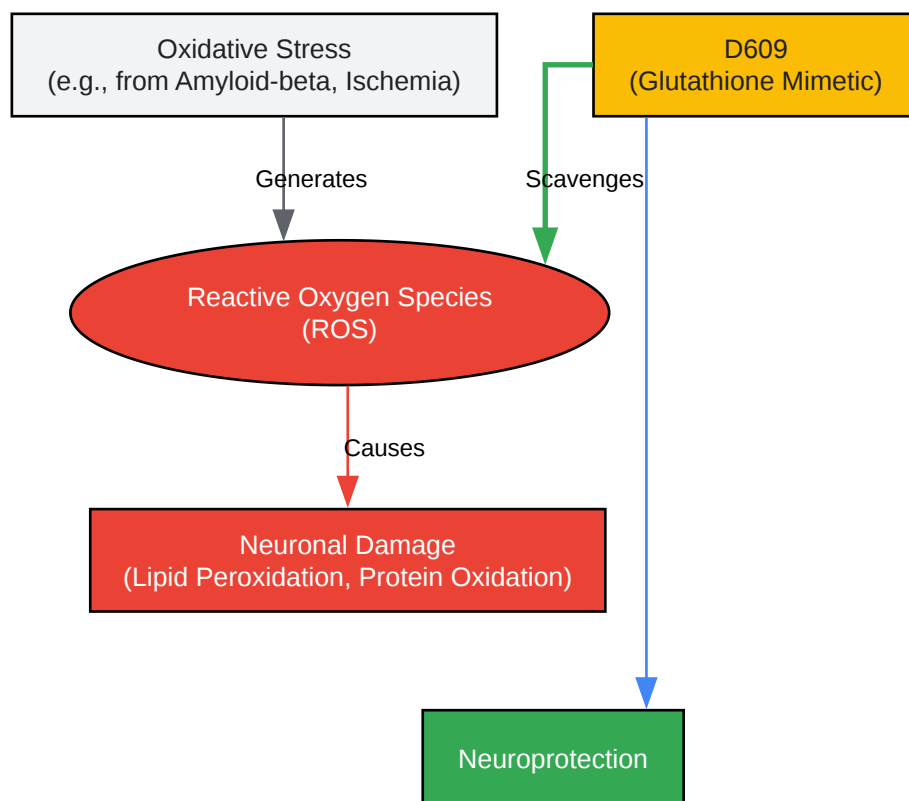 Oxidative Stress
(e.g., from Amyloid-beta, Ischemia)
D609
(Glutathione Mimetic)
Generates
Scavenges
Reactive Oxygen Species
(ROS)
Causes
Neuronal Damage
(Lipid Peroxidation, Protein Oxidation)
Neuroprotection